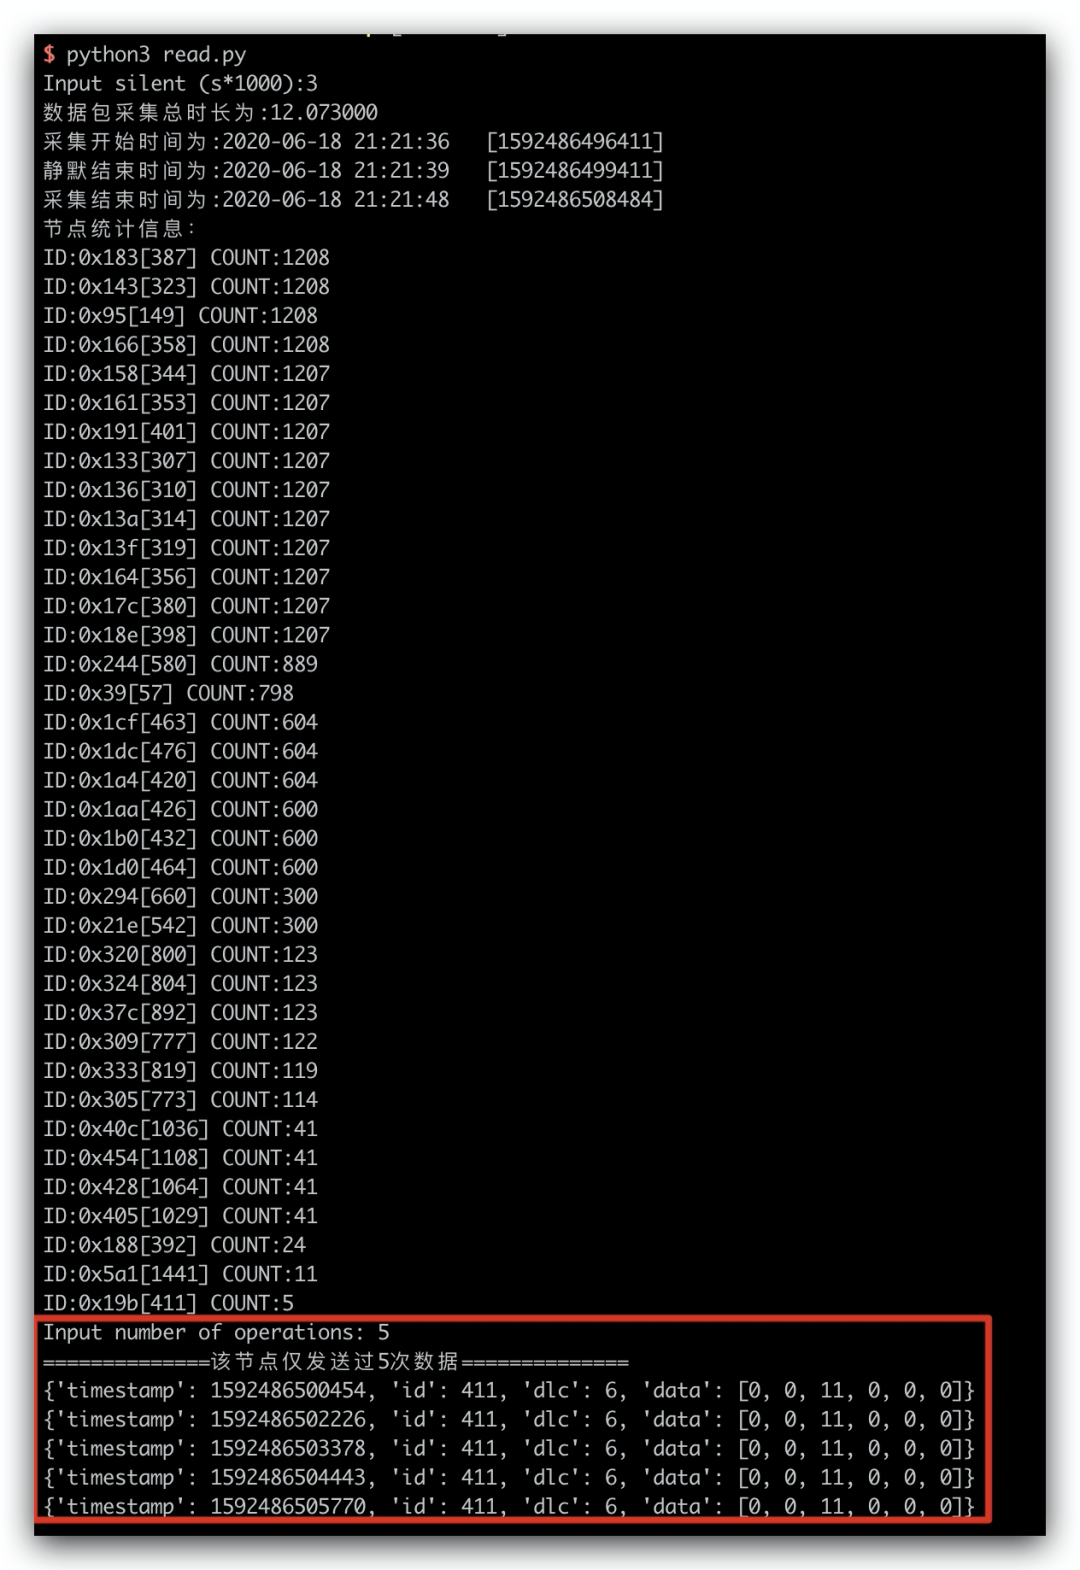 $ python3 read.py
Input silent (s*1000):3
数据包采集总时长为:12.073000
采集开始时间为:2020-06-18 21:21:36 [1592486496411]
静默结束时间为:2020-06-18 21:21:39 [1592486499411]
采集结束时间为:2020-06-18 21:21:48 [1592486508484]
节点统计信息:
ID:0x183[387] COUNT:1208
ID:0x143[323] COUNT:1208
ID:0x95[149] COUNT:1208
ID:0x166[358] COUNT:1208
ID:0x158[344] COUNT:1207
ID:0x161[353] COUNT:1207
ID:0x191[401] COUNT:1207
ID:0x133[307] COUNT:1207
ID:0x136[310] COUNT:1207
ID:0x13a[314] COUNT:1207
ID:0x13f[319] COUNT:1207
ID:0x164[356] COUNT:1207
ID:0x17c[380] COUNT:1207
ID:0x18e[398] COUNT:1207
ID:0x244[580] COUNT:889
ID:0x39[57] COUNT:798
ID:0x1cf[463] COUNT:604
ID:0x1dc[476] COUNT:604
ID:0x1a4[420] COUNT:604
ID:0x1aa[426] COUNT:600
ID:0x1b0[432] COUNT:600
ID:0x1d0[464] COUNT:600
ID:0x294[660] COUNT:300
ID:0x21e[542] COUNT:300
ID:0x320[800] COUNT:123
ID:0x324[804] COUNT:123
ID:0x37c[892] COUNT:123
ID:0x309[777] COUNT:122
ID:0x333[819] COUNT:119
ID:0x305[773] COUNT:114
ID:0x40c[1036] COUNT:41
ID:0x454[1108] COUNT:41
ID:0x428[1064] COUNT:41
ID:0x405[1029] COUNT:41
ID:0x188[392] COUNT:24
ID:0x5a1[1441] COUNT:11
ID:0x19b[411] COUNT:5
Input number of operations: 5
==============该节点仅发送过5次数据==============
{'timestamp': 1592486500454, 'id': 411, 'dlc': 6, 'data': [0, 0, 11, 0, 0, 0]}
{'timestamp': 1592486502226, 'id': 411, 'dlc': 6, 'data': [0, 0, 11, 0, 0, 0]}
{'timestamp': 1592486503378, 'id': 411, 'dlc': 6, 'data': [0, 0, 11, 0, 0, 0]}
{'timestamp': 1592486504443, 'id': 411, 'dlc': 6, 'data': [0, 0, 11, 0, 0, 0]}
{'timestamp': 1592486505770, 'id': 411, 'dlc': 6, 'data': [0, 0, 11, 0, 0, 0]}